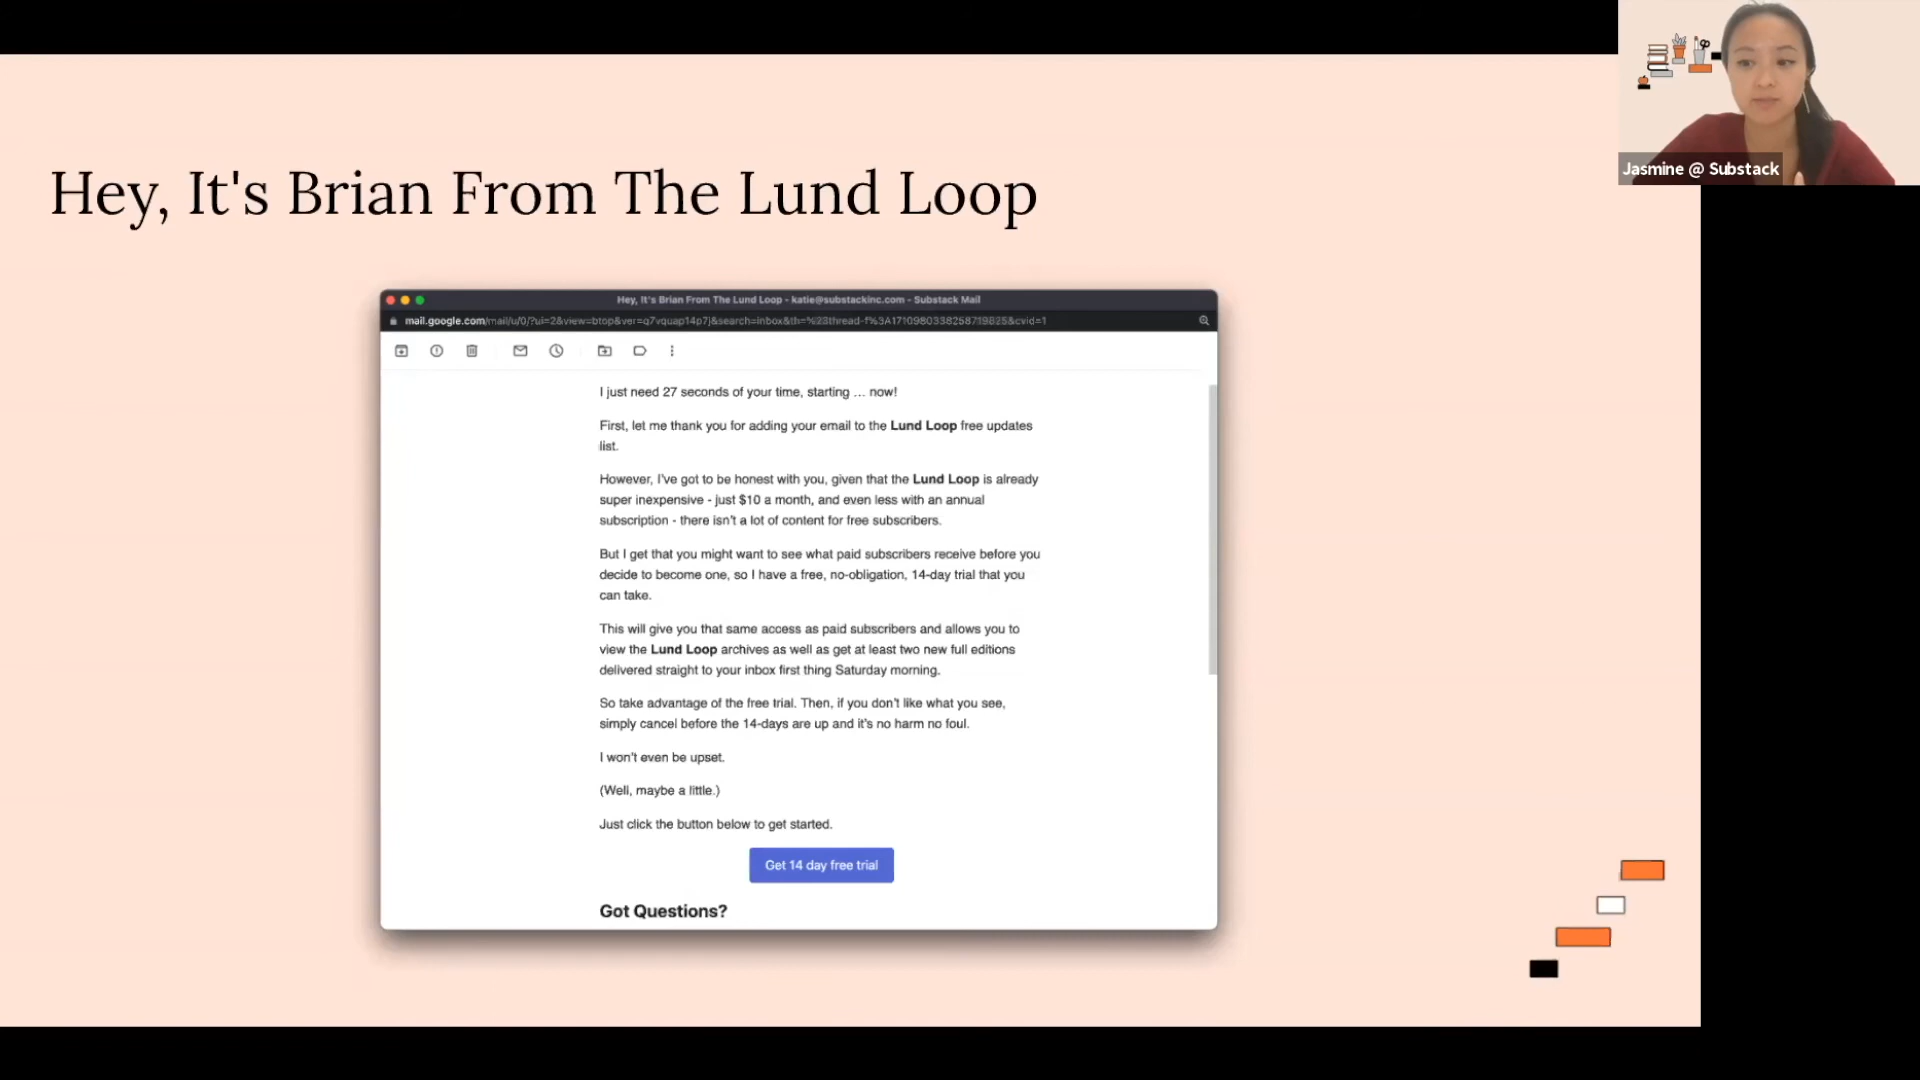 Jasmine @ Substack
Hey, It's Brian From The Lund Loop
Hey, It's Brian From The Lund Loop - katie@substackinc.com - Substack Mail
I just need 27 seconds of your time, starting … now!
First, let me thank you for adding your email to the Lund Loop free updates
list.
However, I've got to be honest with you, given that the Lund Loop is already
super inexpensive - just $10 a month, and even less with an annual
subscription - there isn't a lot of content for free subscribers.
But I get that you might want to see what paid subscribers receive before you
decide to become one, so I have a free, no-obligation, 14-day trial that you
can take.
This will give you that same access as paid subscribers and allows you to
view the Lund Loop archives as well as get at least two new full editions
delivered straight to your inbox first thing Saturday morning.
So take advantage of the free trial. Then, if you don't like what you see,
simply cancel before the 14-days are up and it's no harm no foul.
I won't even be upset.
(Well, maybe a little.)
Just click the button below to get started.
Get 14 day free trial
Got Questions?